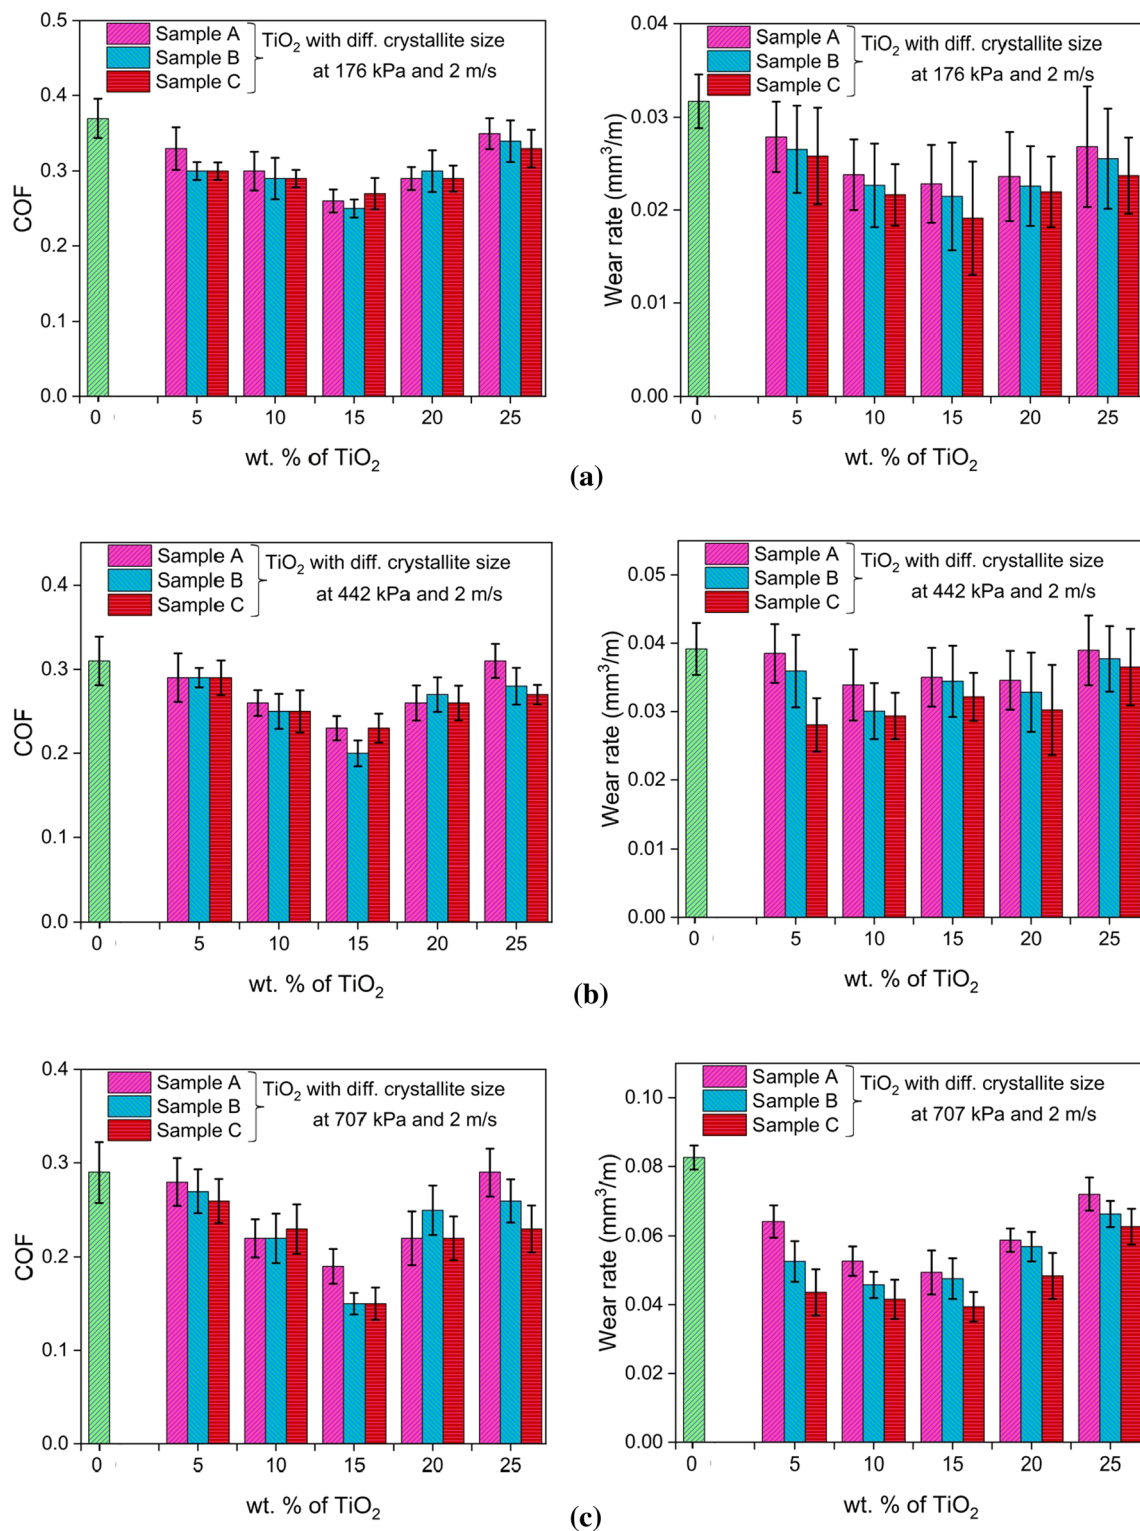 0.5
0.4
0.3
0.2
0.1
0.0
COF
Sample A
Sample B
Sample C
TiO2 with diff. crystallite size
at 176 kPa and 2 m/s
0 5 10 15 20 25
wt. % of TiO2
0.04
0.03
0.02
0.01
0.00
Wear rate (mm3/m)
Sample A
Sample B
Sample C
TiO2 with diff. crystallite size
at 176 kPa and 2 m/s
0 5 10 15 20 25
wt. % of TiO2
(a)
0.4
0.3
0.2
0.1
0.0
COF
Sample A
Sample B
Sample C
TiO2 with diff. crystallite size
at 442 kPa and 2 m/s
0 5 10 15 20 25
wt. % of TiO2
0.05
0.04
0.03
0.02
0.01
0.00
Wear rate (mm3/m)
Sample A
Sample B
Sample C
TiO2 with diff. crystallite size
at 442 kPa and 2 m/s
0 5 10 15 20 25
wt. % of TiO2
(b)
0.4
0.3
0.2
0.1
0.0
COF
Sample A
Sample B
Sample C
TiO2 with diff. crystallite size
at 707 kPa and 2 m/s
0 5 10 15 20 25
wt. % of TiO2
0.10
0.08
0.06
0.04
0.02
0.00
Wear rate (mm3/m)
Sample A
Sample B
Sample C
TiO2 with diff. crystallite size
at 707 kPa and 2 m/s
0 5 10 15 20 25
wt. % of TiO2
(c)